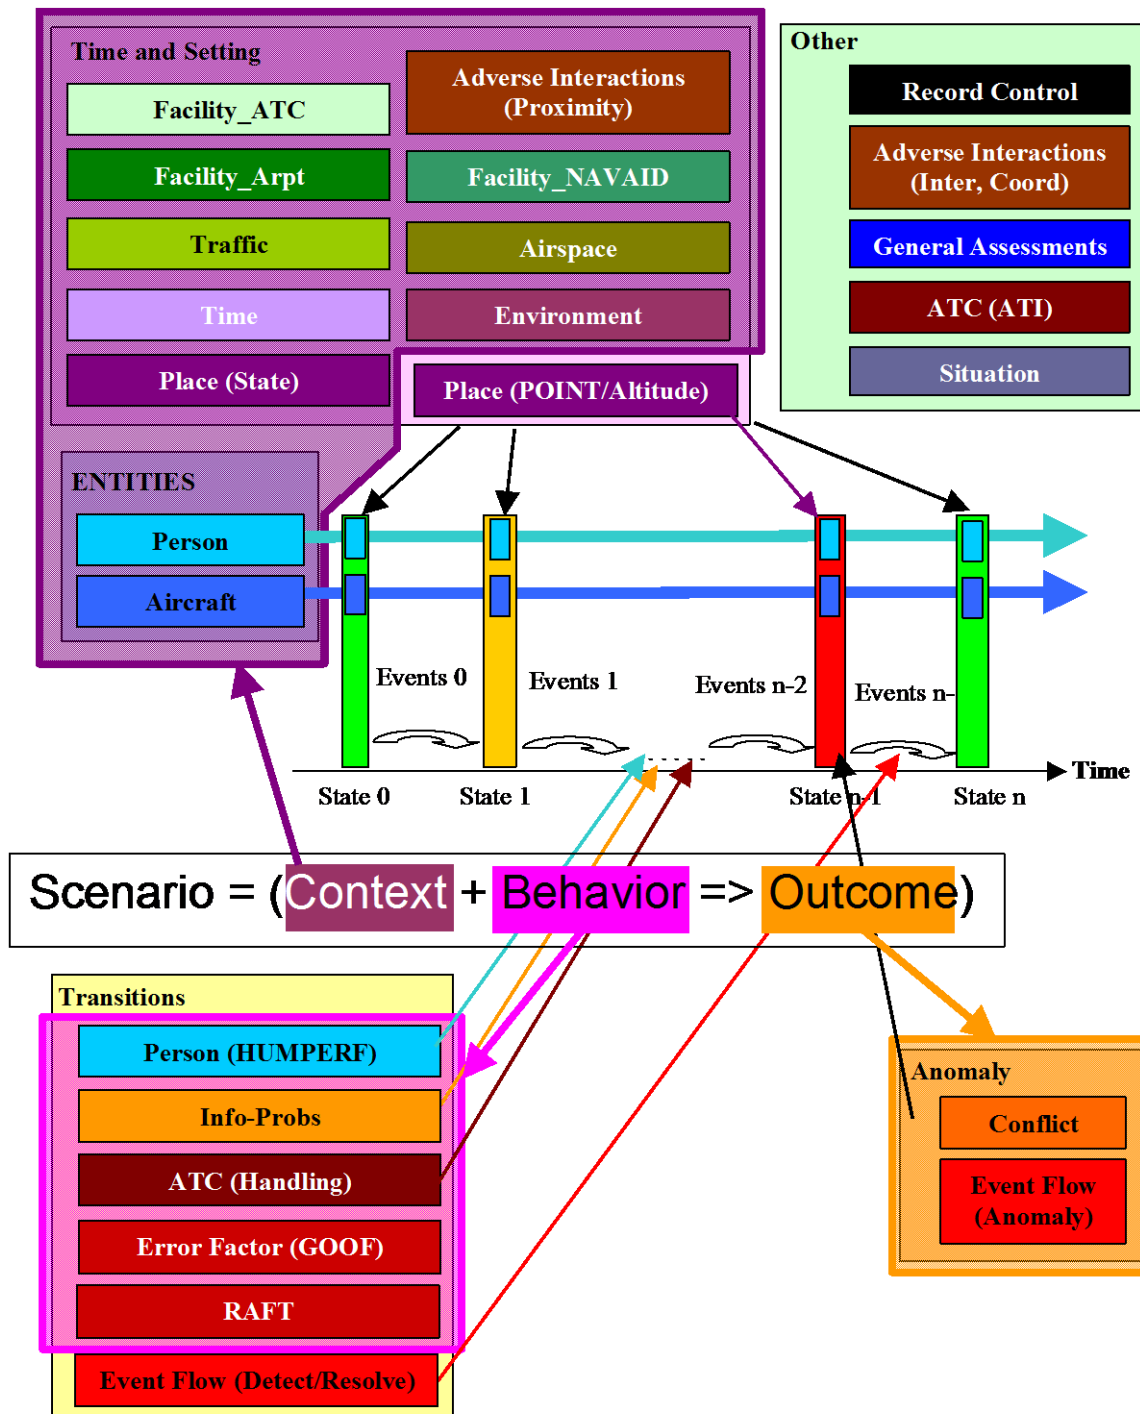 Time and Setting
Facility_ATC
Facility_Arpt
Traffic
Time
Place (State)
Adverse Interactions
(Proximity)
Facility_NAVAID
Airspace
Environment
Place (POINT/Altitude)
Other
Record Control
Adverse Interactions
(Inter, Coord)
General Assessments
ATC (ATI)
Situation
ENTITIES
Person
Aircraft
Events 0
Events 1
Events n-2
Events n-
Time
State 0
State 1
State n-1
State n
Scenario = (Context + Behavior => Outcome)
Transitions
Person (HUMPERF)
Info-Probs
ATC (Handling)
Error Factor (GOOF)
RAFT
Event Flow (Detect/Resolve)
Anomaly
Conflict
Event Flow
(Anomaly)